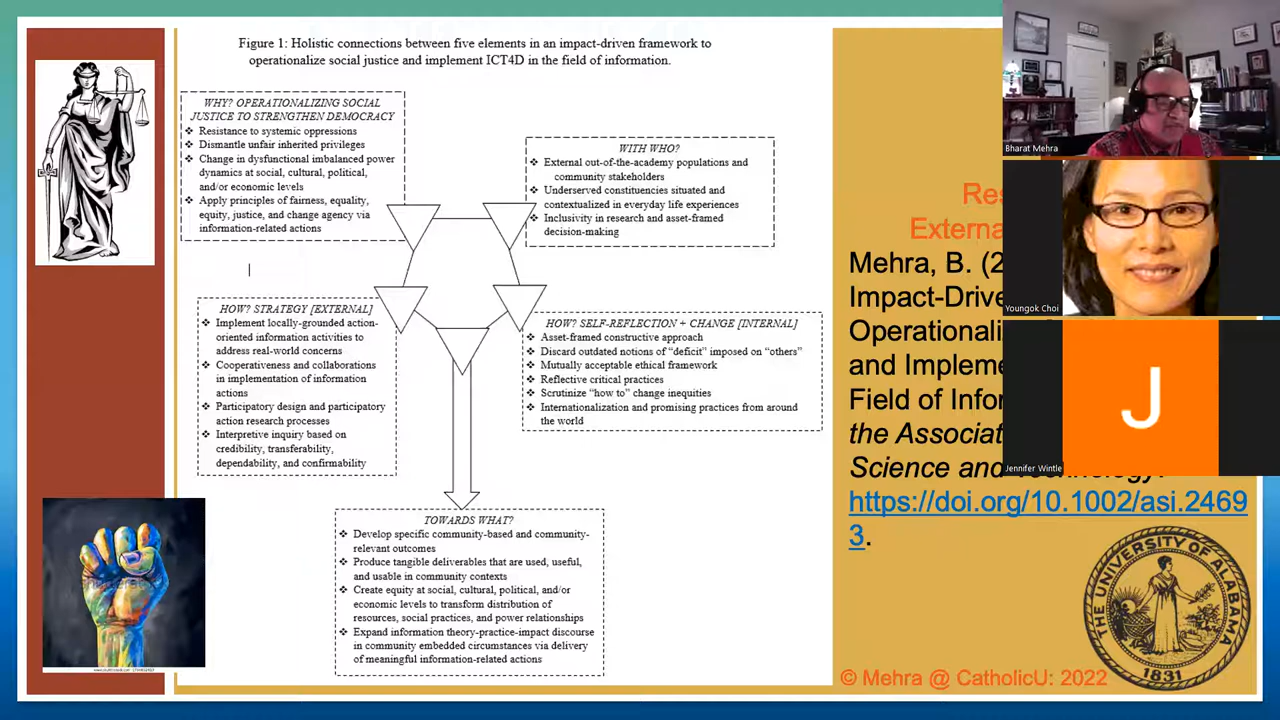 Figure 1: Holistic connections between five elements in an impact-driven framework to
operationalize social justice and implement ICT4D in the field of information.
WHY? OPERATIONALIZING SOCIAL
JUSTICE TO STRENGTHEN DEMOCRACY
❖ Resistance to systemic oppressions
❖ Dismantle unfair inherited privileges
❖ Change in dysfunctional imbalanced power
dynamics at social, cultural, political,
and/or economic levels
❖ Apply principles of fairness, equality,
equity, justice, and change agency via
information-related actions
WITH WHO?
❖ External out-of-the-academy populations and
community stakeholders
❖ Underserved constituencies situated and
contextualized in everyday life experiences
❖ Inclusivity in research and asset-framed
decision-making
HOW? STRATEGY [EXTERNAL]
❖ Implement locally-grounded action-
oriented information activities to
address real-world concerns
❖ Cooperativeness and collaborations
in implementation of information
actions
❖ Participatory design and participatory
action research processes
❖ Interpretive inquiry based on
credibility, transferability,
dependability, and confirmability
HOW? SELF-REFLECTION + CHANGE [INTERNAL]
❖ Asset-framed constructive approach
❖ Discard outdated notions of “deficit” imposed on “others”
❖ Mutually acceptable ethical framework
❖ Reflective critical practices
❖ Scrutinize “how to” change inequities
❖ Internationalization and promising practices from around
the world
TOWARDS WHAT?
❖ Develop specific community-based and community-
relevant outcomes
❖ Produce tangible deliverables that are used, useful,
and usable in community contexts
❖ Create equity at social, cultural, political, and/or
economic levels to transform distribution of
resources, social practices, and power relationships
❖ Expand information theory-practice-impact discourse
in community embedded circumstances via delivery
of meaningful information-related actions
Mehra, B. (2
Impact-Drive
Operationali
and Impleme
Field of Infor
the Associat
Science and
https://doi.org/10.1002/asi.2469
3.
THE UNIVERSITY OF ALABAMA
1831
© Mehra @ CatholicU: 2022
Bharat Mehra
Youngok Choi
J
Jennifer Wintle